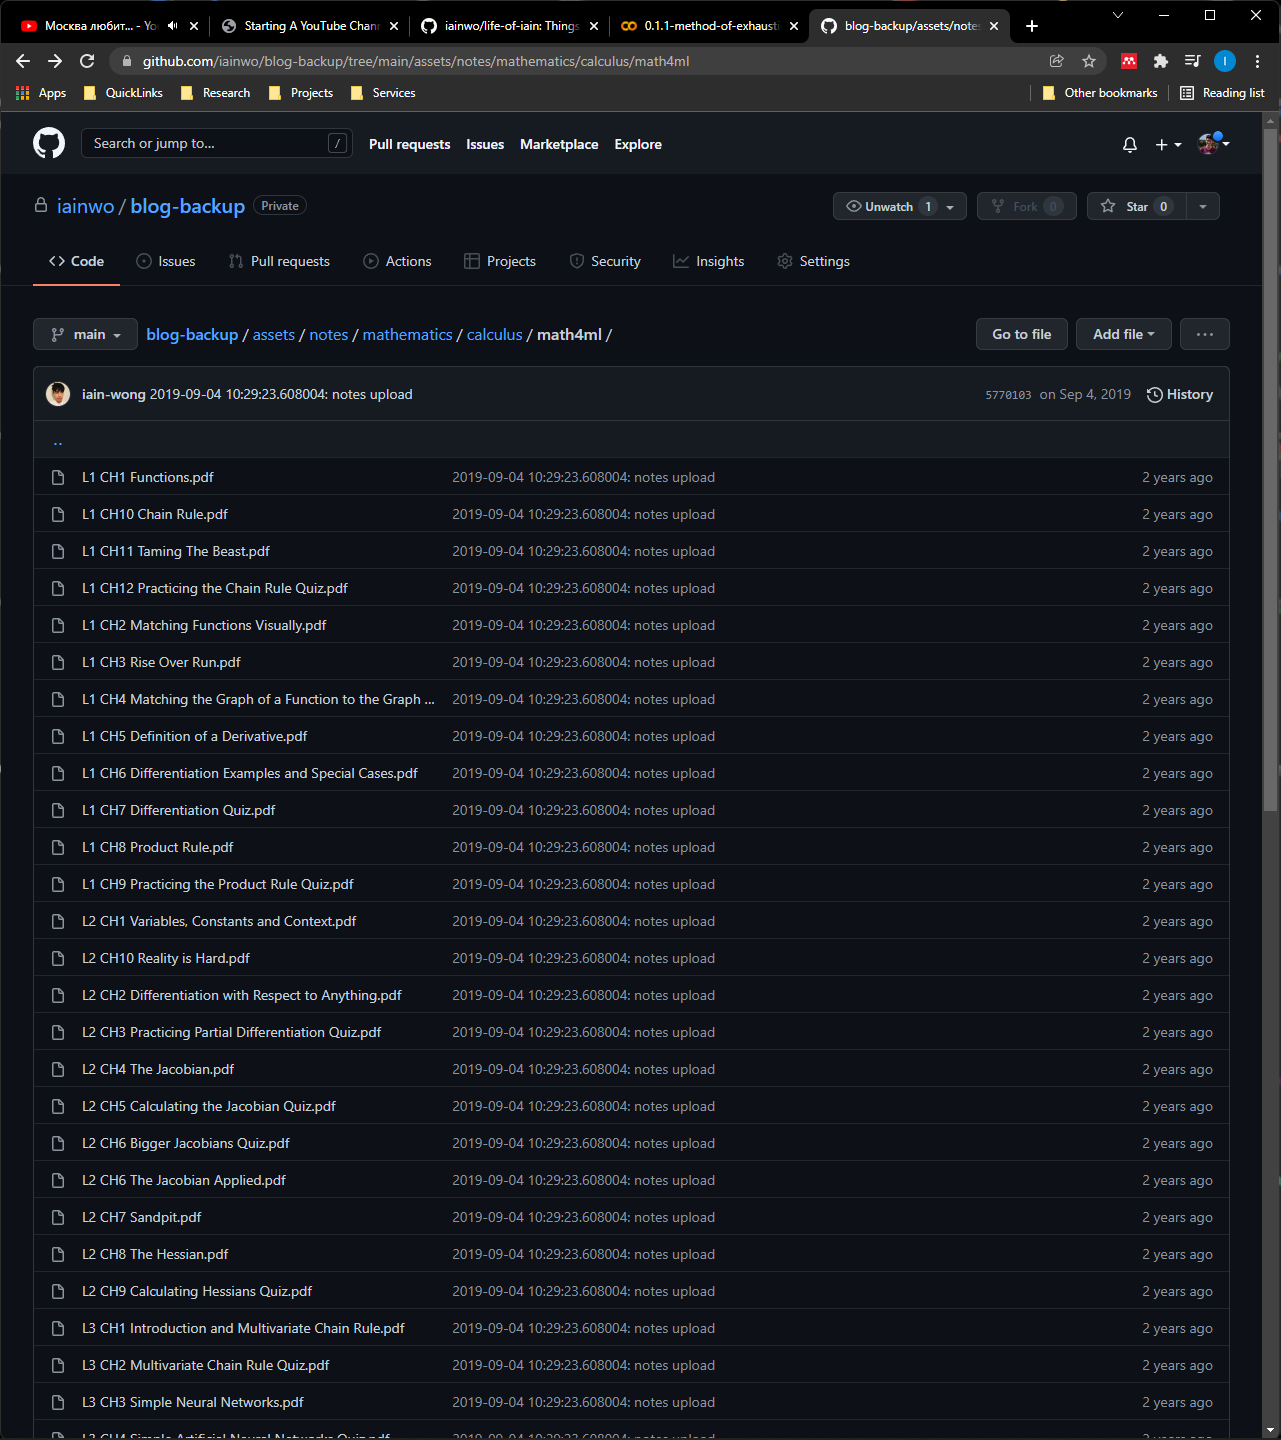 Москва любит... - Yo
Starting A YouTube Chan
iainwo/life-of-iain: Things
0.1.1-method-of-exhausti
blog-backup/assets/notes
github.com/iainwo/blog-backup/tree/main/assets/notes/mathematics/calculus/math4ml
I
Apps QuickLinks Research Projects Services Other bookmarks Reading list
Search or jump to... / Pull requests Issues Marketplace Explore
iainwo / blog-backup Private Unwatch 1 Fork 0 Star 0
Code Issues Pull requests Actions Projects Security Insights Settings
main blog-backup / assets / notes / mathematics / calculus / math4ml / Go to file Add file ...
iain-wong 2019-09-04 10:29:23.608004: notes upload 5770103 on Sep 4, 2019 History
..
L1 CH1 Functions.pdf 2019-09-04 10:29:23.608004: notes upload 2 years ago
L1 CH10 Chain Rule.pdf 2019-09-04 10:29:23.608004: notes upload 2 years ago
L1 CH11 Taming The Beast.pdf 2019-09-04 10:29:23.608004: notes upload 2 years ago
L1 CH12 Practicing the Chain Rule Quiz.pdf 2019-09-04 10:29:23.608004: notes upload 2 years ago
L1 CH2 Matching Functions Visually.pdf 2019-09-04 10:29:23.608004: notes upload 2 years ago
L1 CH3 Rise Over Run.pdf 2019-09-04 10:29:23.608004: notes upload 2 years ago
L1 CH4 Matching the Graph of a Function to the Graph ... 2019-09-04 10:29:23.608004: notes upload 2 years ago
L1 CH5 Definition of a Derivative.pdf 2019-09-04 10:29:23.608004: notes upload 2 years ago
L1 CH6 Differentiation Examples and Special Cases.pdf 2019-09-04 10:29:23.608004: notes upload 2 years ago
L1 CH7 Differentiation Quiz.pdf 2019-09-04 10:29:23.608004: notes upload 2 years ago
L1 CH8 Product Rule.pdf 2019-09-04 10:29:23.608004: notes upload 2 years ago
L1 CH9 Practicing the Product Rule Quiz.pdf 2019-09-04 10:29:23.608004: notes upload 2 years ago
L2 CH1 Variables, Constants and Context.pdf 2019-09-04 10:29:23.608004: notes upload 2 years ago
L2 CH10 Reality is Hard.pdf 2019-09-04 10:29:23.608004: notes upload 2 years ago
L2 CH2 Differentiation with Respect to Anything.pdf 2019-09-04 10:29:23.608004: notes upload 2 years ago
L2 CH3 Practicing Partial Differentiation Quiz.pdf 2019-09-04 10:29:23.608004: notes upload 2 years ago
L2 CH4 The Jacobian.pdf 2019-09-04 10:29:23.608004: notes upload 2 years ago
L2 CH5 Calculating the Jacobian Quiz.pdf 2019-09-04 10:29:23.608004: notes upload 2 years ago
L2 CH6 Bigger Jacobians Quiz.pdf 2019-09-04 10:29:23.608004: notes upload 2 years ago
L2 CH6 The Jacobian Applied.pdf 2019-09-04 10:29:23.608004: notes upload 2 years ago
L2 CH7 Sandpit.pdf 2019-09-04 10:29:23.608004: notes upload 2 years ago
L2 CH8 The Hessian.pdf 2019-09-04 10:29:23.608004: notes upload 2 years ago
L2 CH9 Calculating Hessians Quiz.pdf 2019-09-04 10:29:23.608004: notes upload 2 years ago
L3 CH1 Introduction and Multivariate Chain Rule.pdf 2019-09-04 10:29:23.608004: notes upload 2 years ago
L3 CH2 Multivariate Chain Rule Quiz.pdf 2019-09-04 10:29:23.608004: notes upload 2 years ago
L3 CH3 Simple Neural Networks.pdf 2019-09-04 10:29:23.608004: notes upload 2 years ago
L3 CH4 Simple Artificial Neural Networks Quiz.pdf